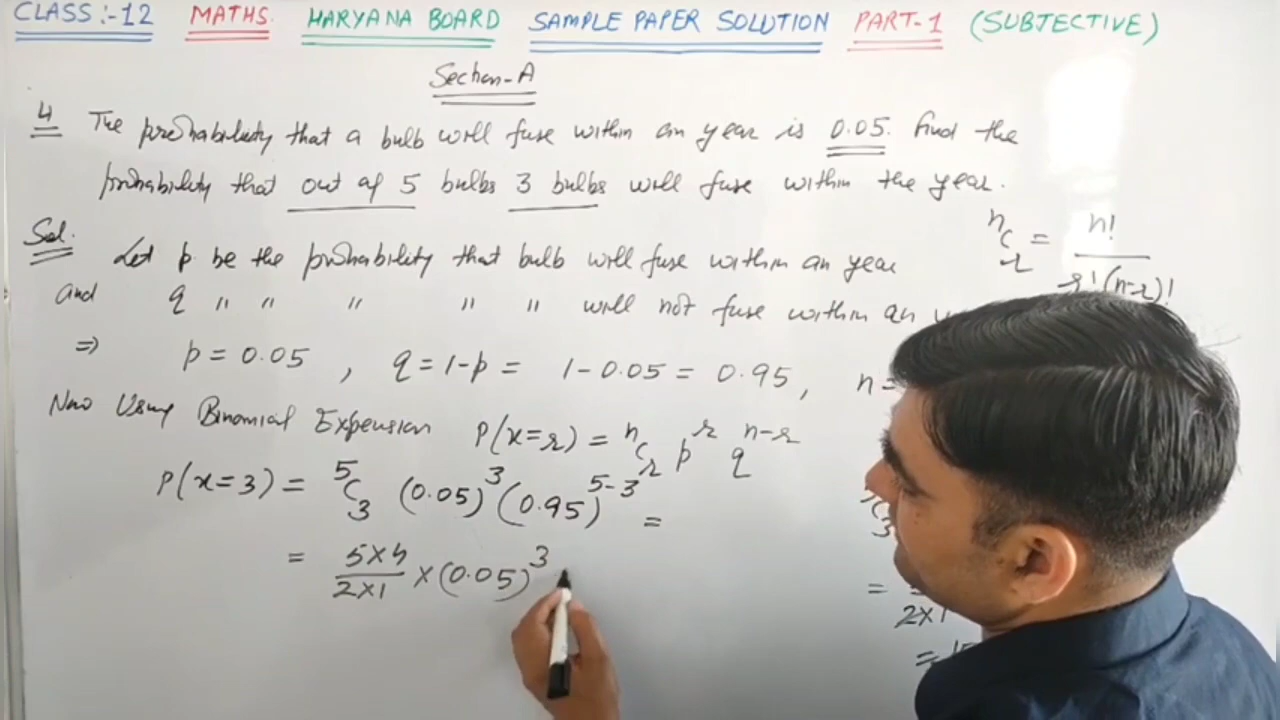 CLASS :-12 MATHS. HARYANA BOARD SAMPLE PAPER SOLUTION PART-1 (SUBJECTIVE)
Section-A
4 The probability that a bulb will fuse within an year is 0.05. Find the
probability that out of 5 bulbs 3 bulbs will fuse within the year.
Sol. Let p be the probability that bulb will fuse within an year
and q " " " " " will not fuse within an
ⁿC_r = n! / r!(n-r)!
⇒ p = 0.05 , q = 1-p = 1-0.05 = 0.95 , n =
Now Using Binomial Expension P(x=r) = ⁿC_r p^r q^(n-r)
P(x=3) = ⁵C₃ (0.05)³ (0.95)^(5-3) =
= 5×4 / 2×1 × (0.05)³
=
2×1
=